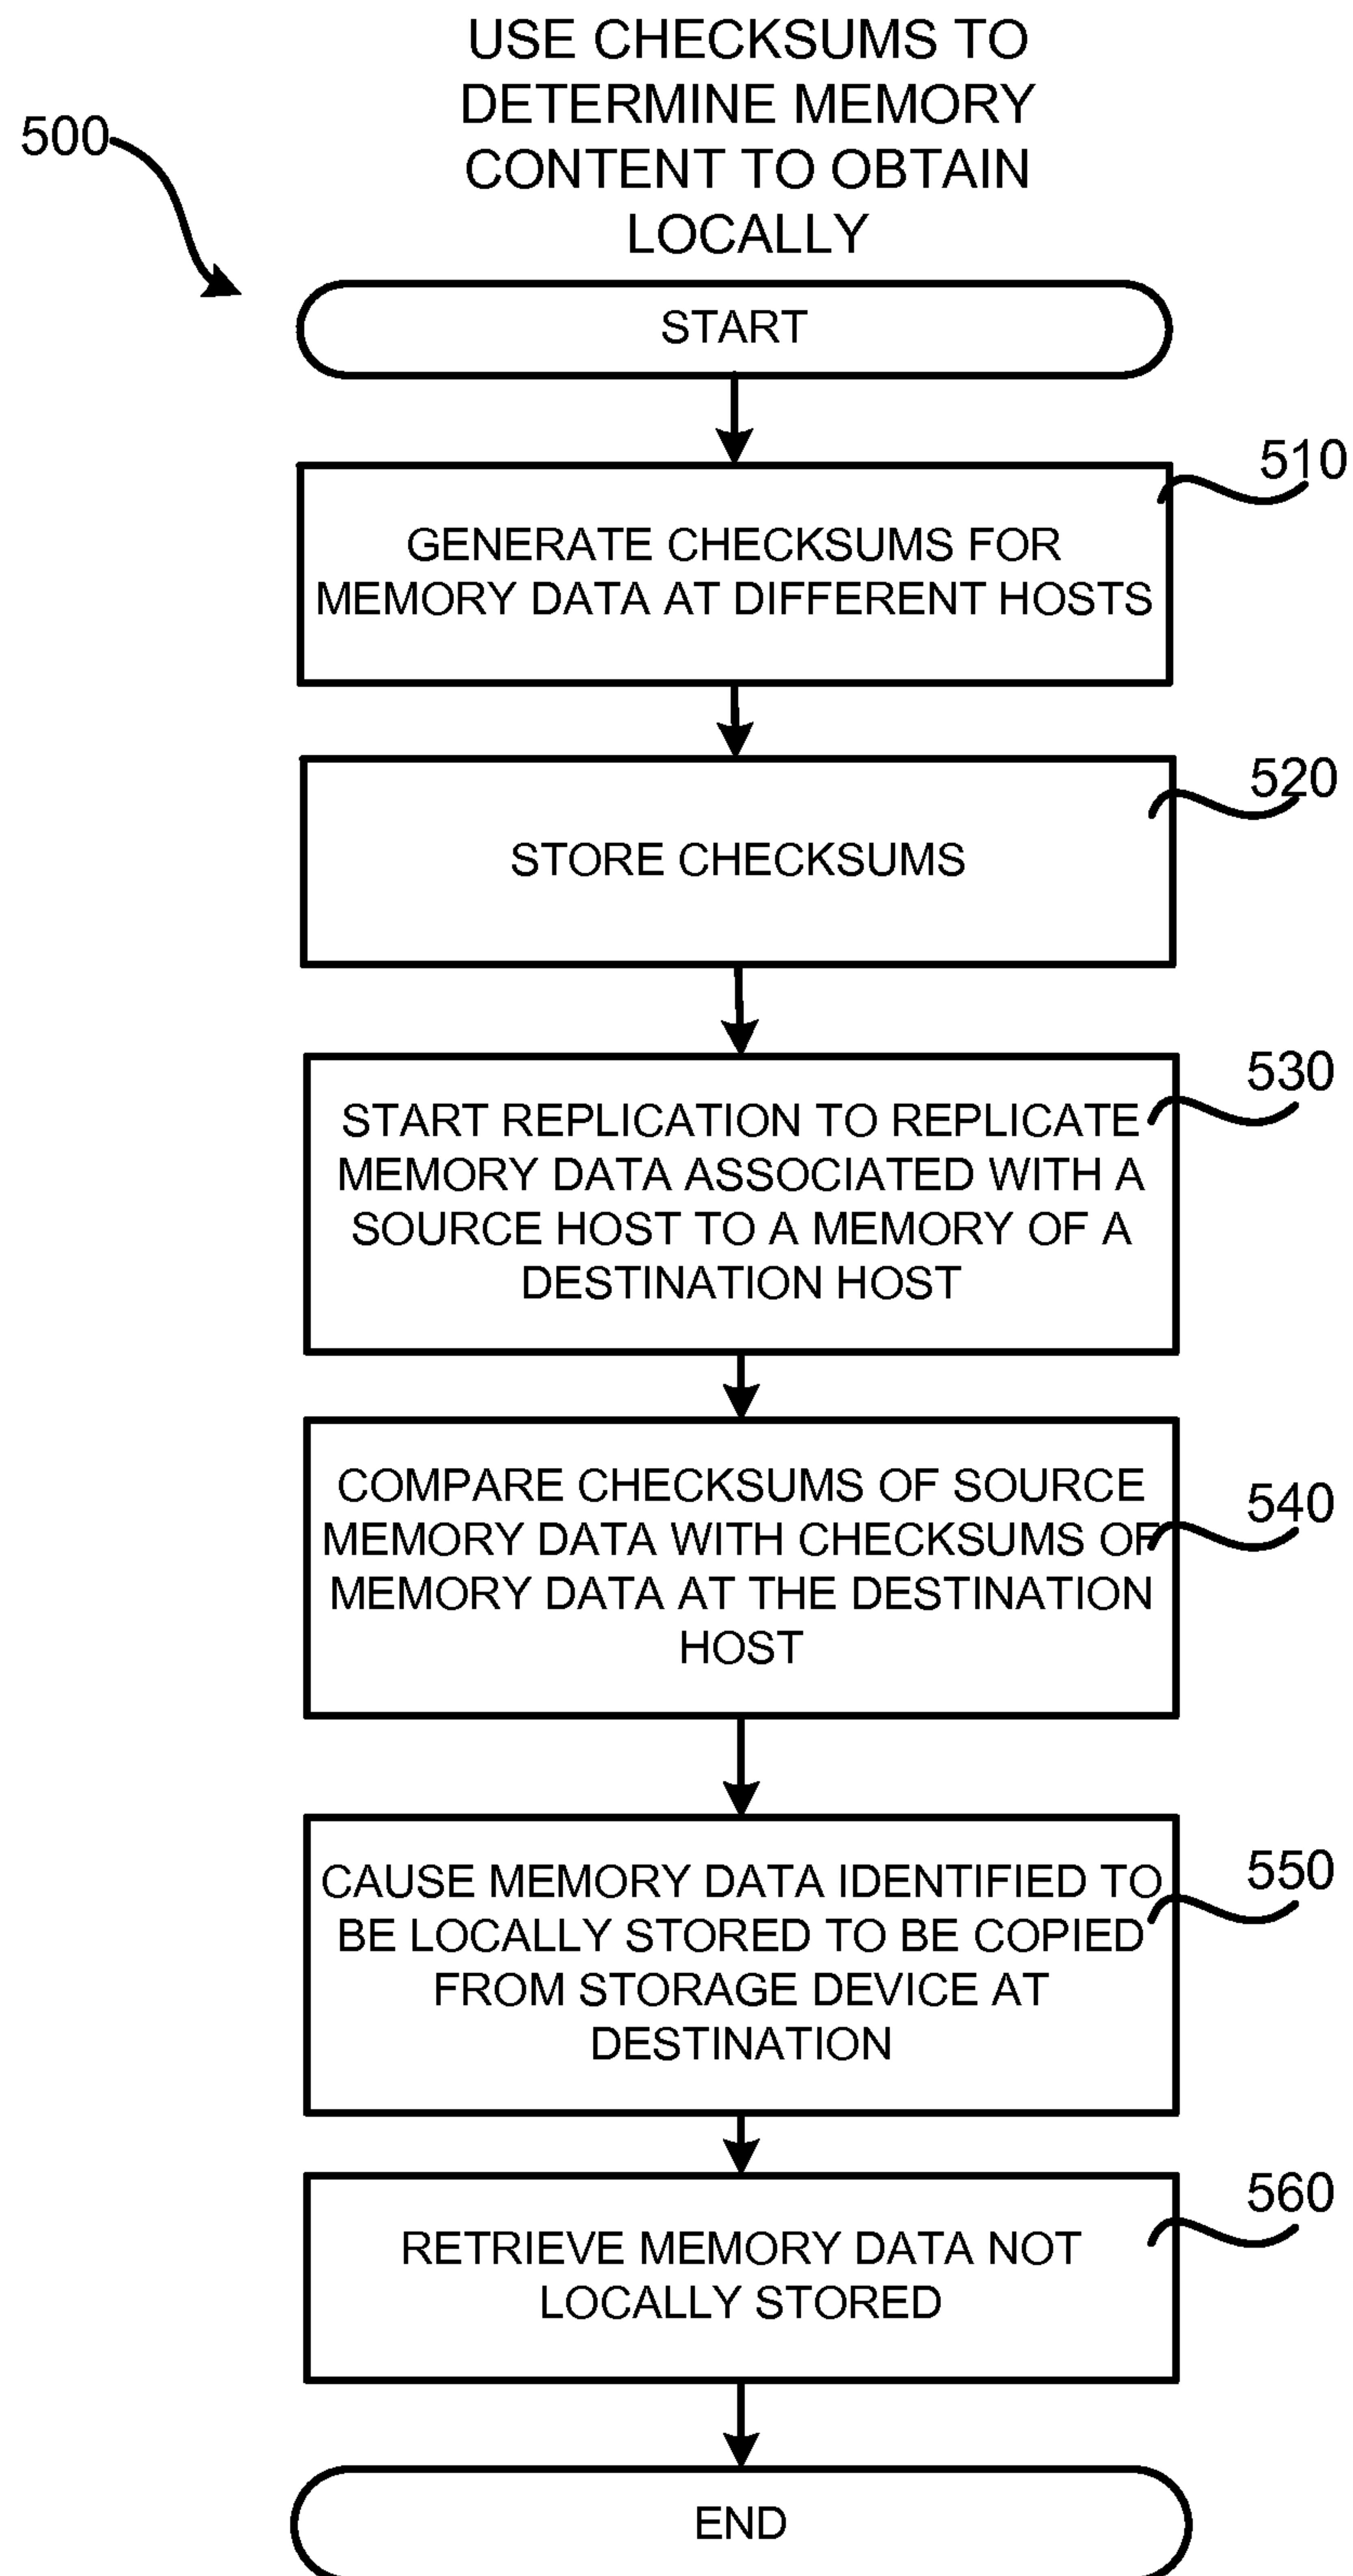 USE CHECKSUMS TO
DETERMINE MEMORY
CONTENT TO OBTAIN
LOCALLY
500
START
510
GENERATE CHECKSUMS FOR
MEMORY DATA AT DIFFERENT HOSTS
520
STORE CHECKSUMS
530
START REPLICATION TO REPLICATE
MEMORY DATA ASSOCIATED WITH A
SOURCE HOST TO A MEMORY OF A
DESTINATION HOST
540
COMPARE CHECKSUMS OF SOURCE
MEMORY DATA WITH CHECKSUMS OF
MEMORY DATA AT THE DESTINATION
HOST
550
CAUSE MEMORY DATA IDENTIFIED TO
BE LOCALLY STORED TO BE COPIED
FROM STORAGE DEVICE AT
DESTINATION
560
RETRIEVE MEMORY DATA NOT
LOCALLY STORED
END